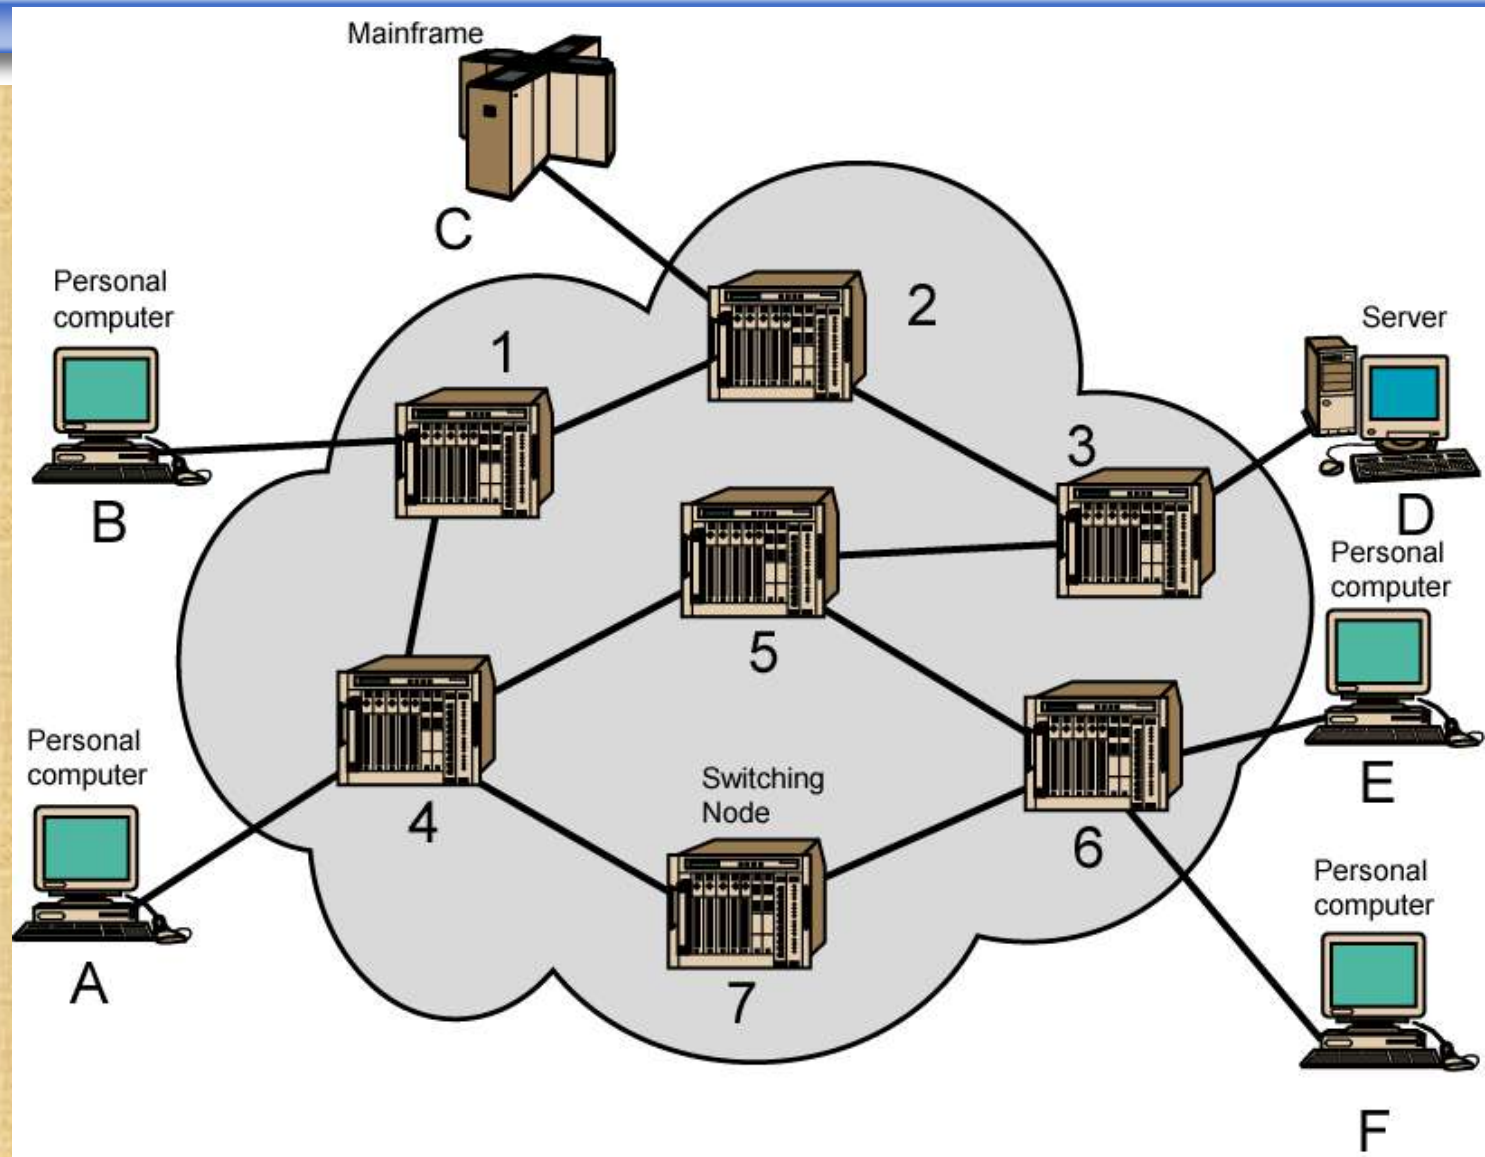 Mainframe
C
2
Personal
computer
1
Server
B
3
D
Personal
computer
5
Personal
computer
4
Switching
Node
6
E
A
7
Personal
computer
F